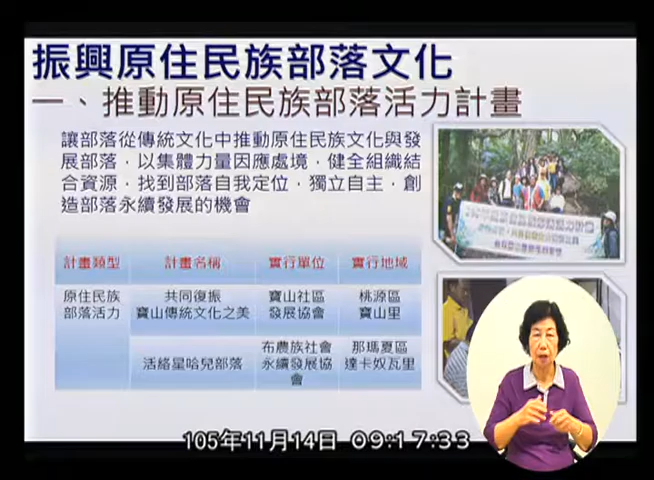 振興原住民族部落文化
一、推動原住民族部落活力計畫
讓部落從傳統文化中推動原住民族文化與發
展部落，以集體力量因應處境，健全組織結
合資源，找到部落自我定位，獨立自主，創
造部落永續發展的機會
計畫類型 計畫名稱 實行單位 實行地域
原住民族部落活力 共同復振寶山傳統文化之美 寶山社區發展協會 桃源區寶山里
活絡星哈兒部落 布農族社會永續發展協會 那瑪夏區達卡奴瓦里
105年11月14日 09:17:33